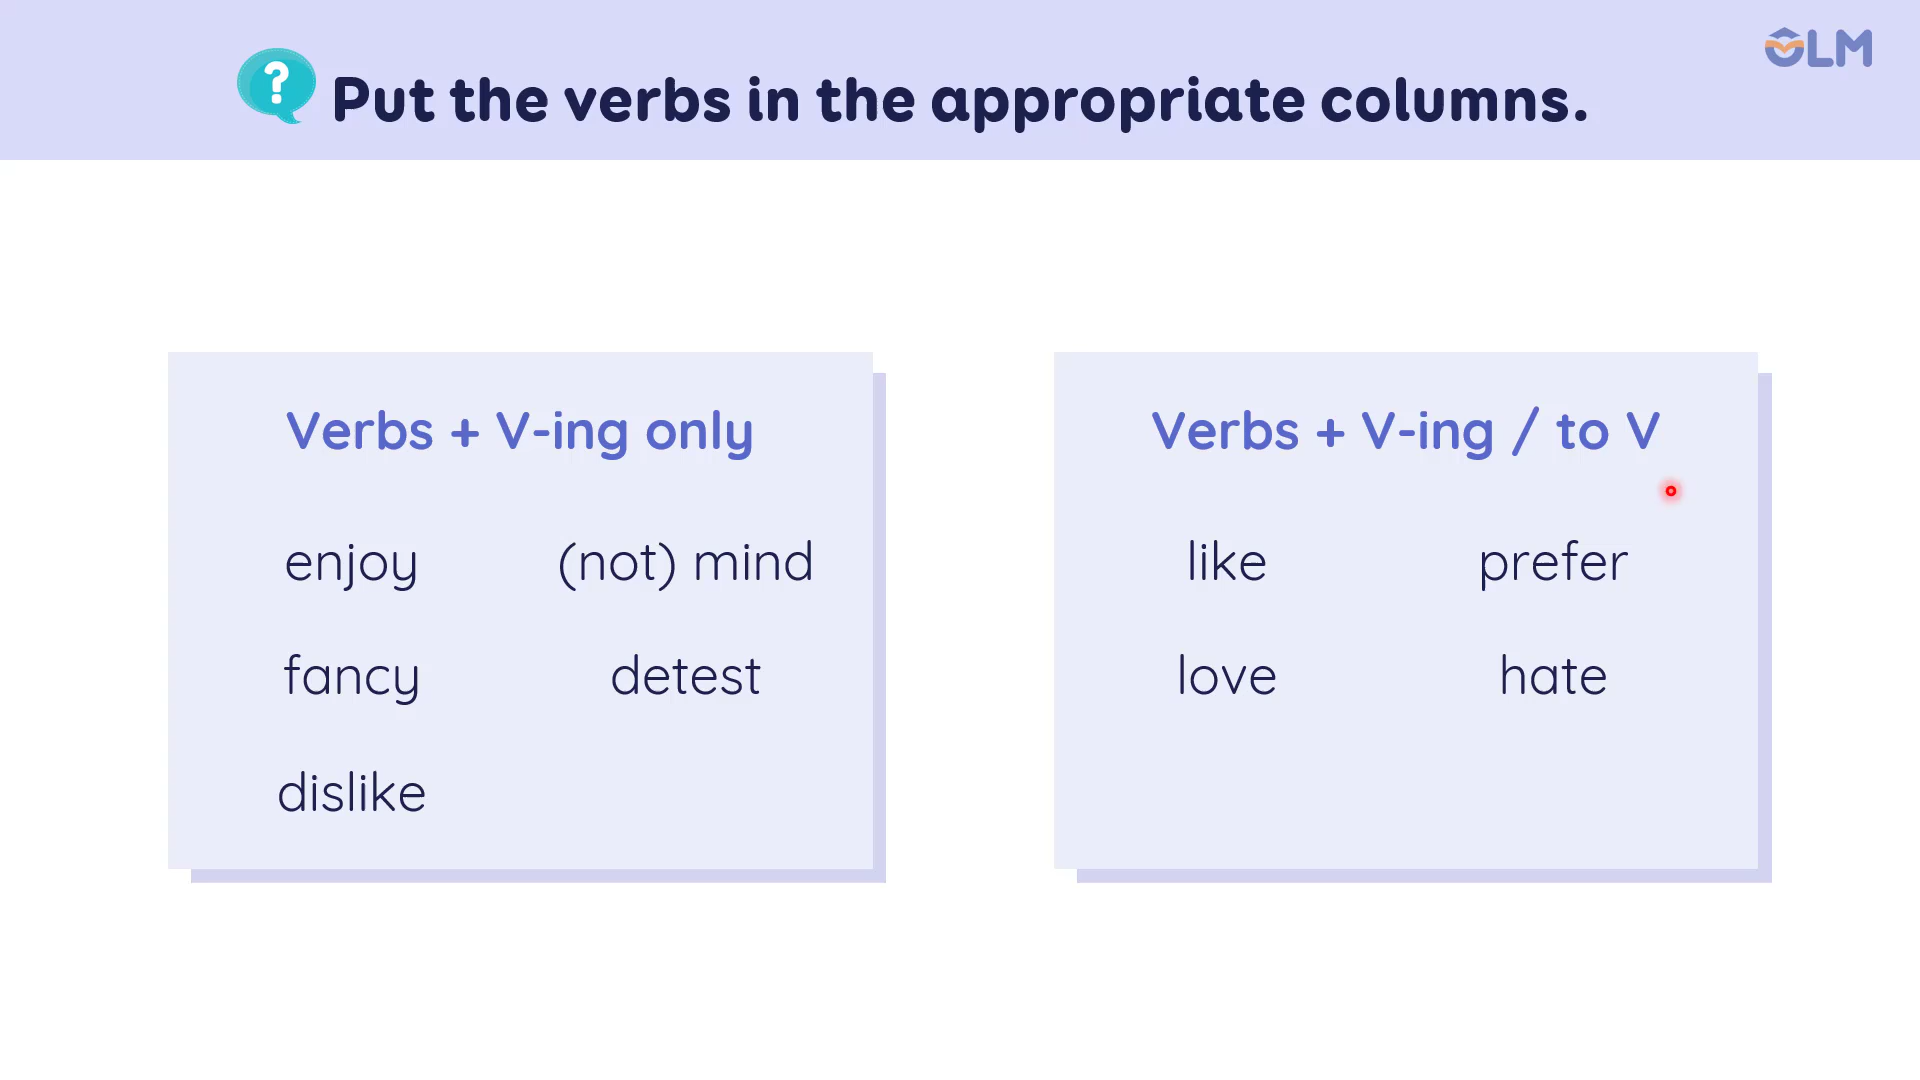 ?
Put the verbs in the appropriate columns.
OLM
Verbs + V-ing only
enjoy (not) mind
fancy detest
dislike
Verbs + V-ing / to V
like prefer
love hate